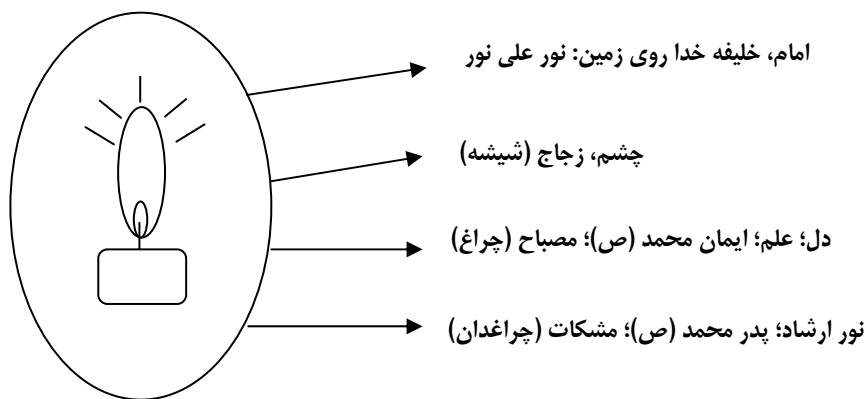 امام، خلیفه خدا روی زمین: نور علی نور
چشم، زجاج (شیشه)
دل؛ علم؛ ایمان محمد (ص)؛ مصباح (چراغ)
نور ارشاد؛ پدر محمد (ص)؛ مشکات (چراغدان)